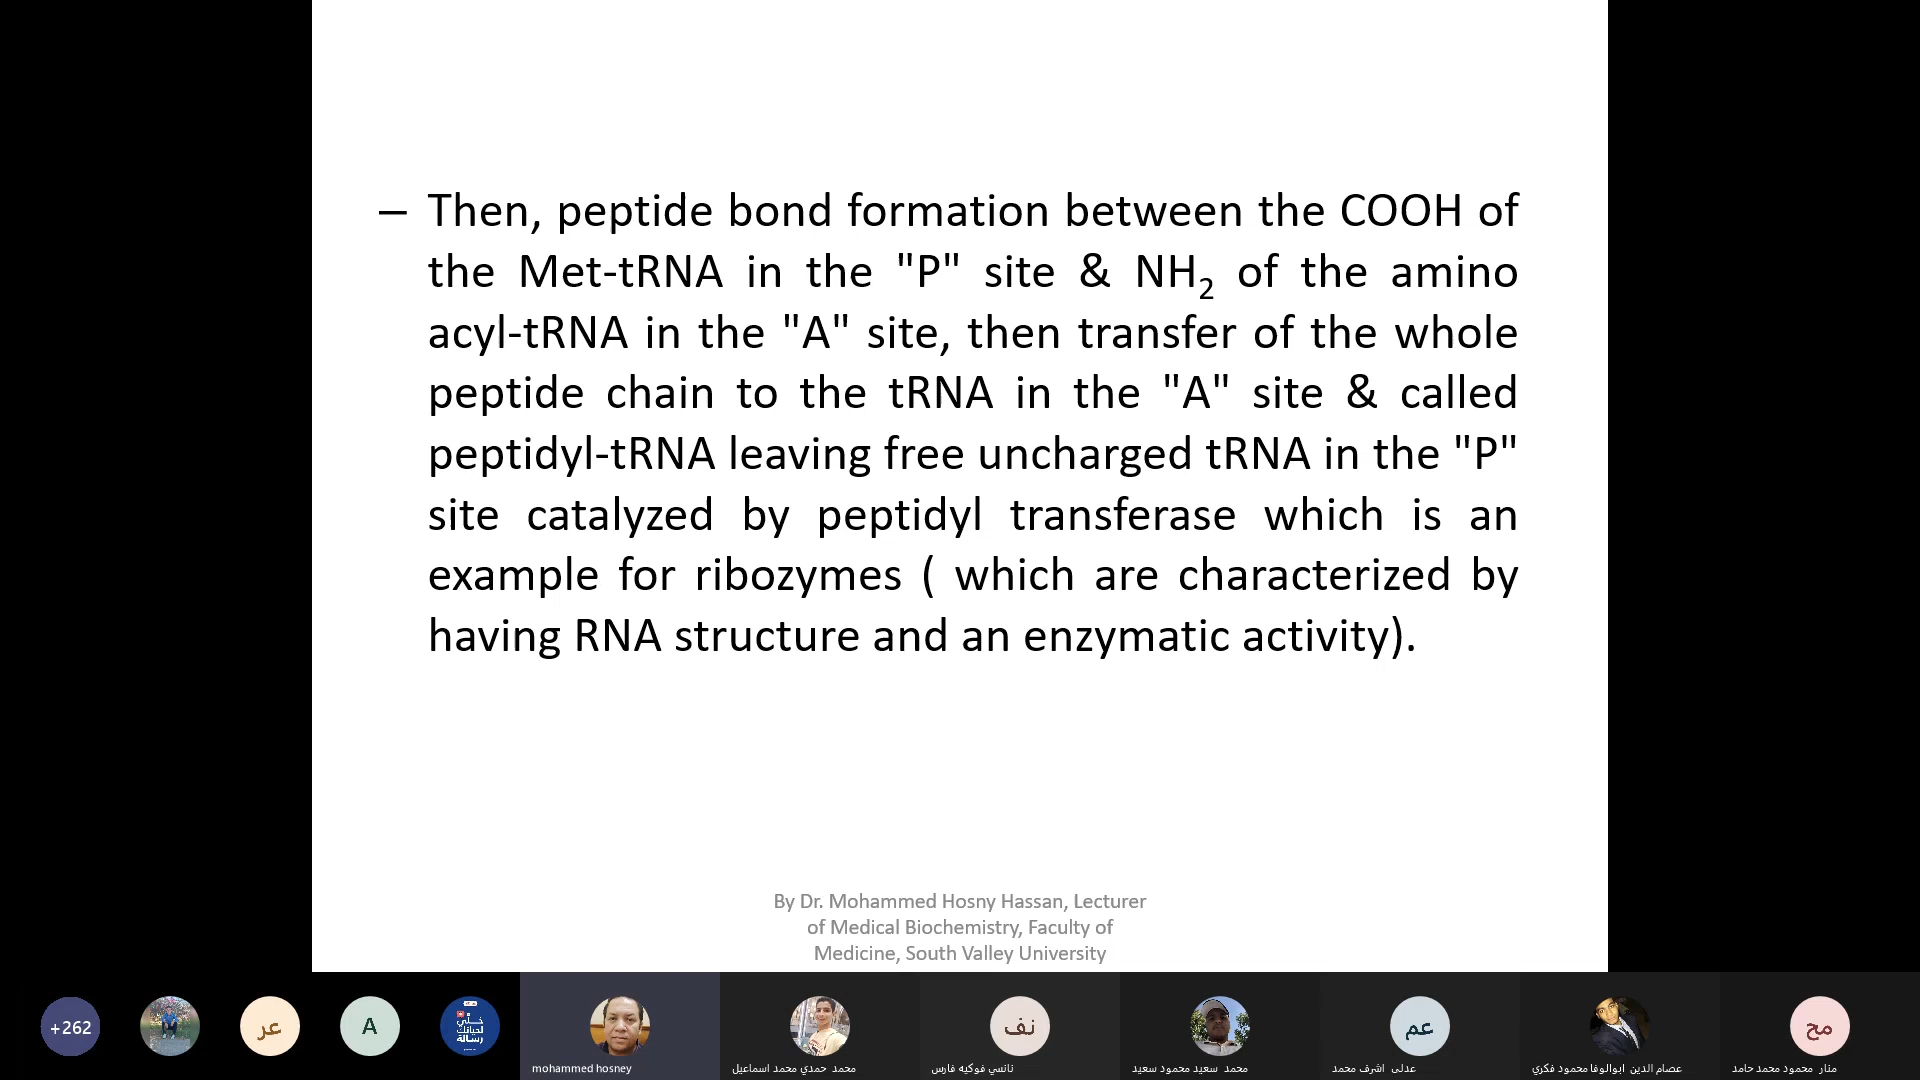 – Then, peptide bond formation between the COOH of
the Met-tRNA in the "P" site & NH₂ of the amino
acyl-tRNA in the "A" site, then transfer of the whole
peptide chain to the tRNA in the "A" site & called
peptidyl-tRNA leaving free uncharged tRNA in the "P"
site catalyzed by peptidyl transferase which is an
example for ribozymes ( which are characterized by
having RNA structure and an enzymatic activity).
By Dr. Mohammed Hosny Hassan, Lecturer
of Medical Biochemistry, Faculty of
Medicine, South Valley University
+262
عر
A
خلي
لحياتك
رسالة
mohammed hosney
محمد حمدي محمد اسماعيل
نف
نانسي فوكيه فارس
محمد سعيد محمود سعيد
عم
عدلى اشرف محمد
عصام الدين ابوالوفا محمود فكري
مح
منار محمود محمد حامد